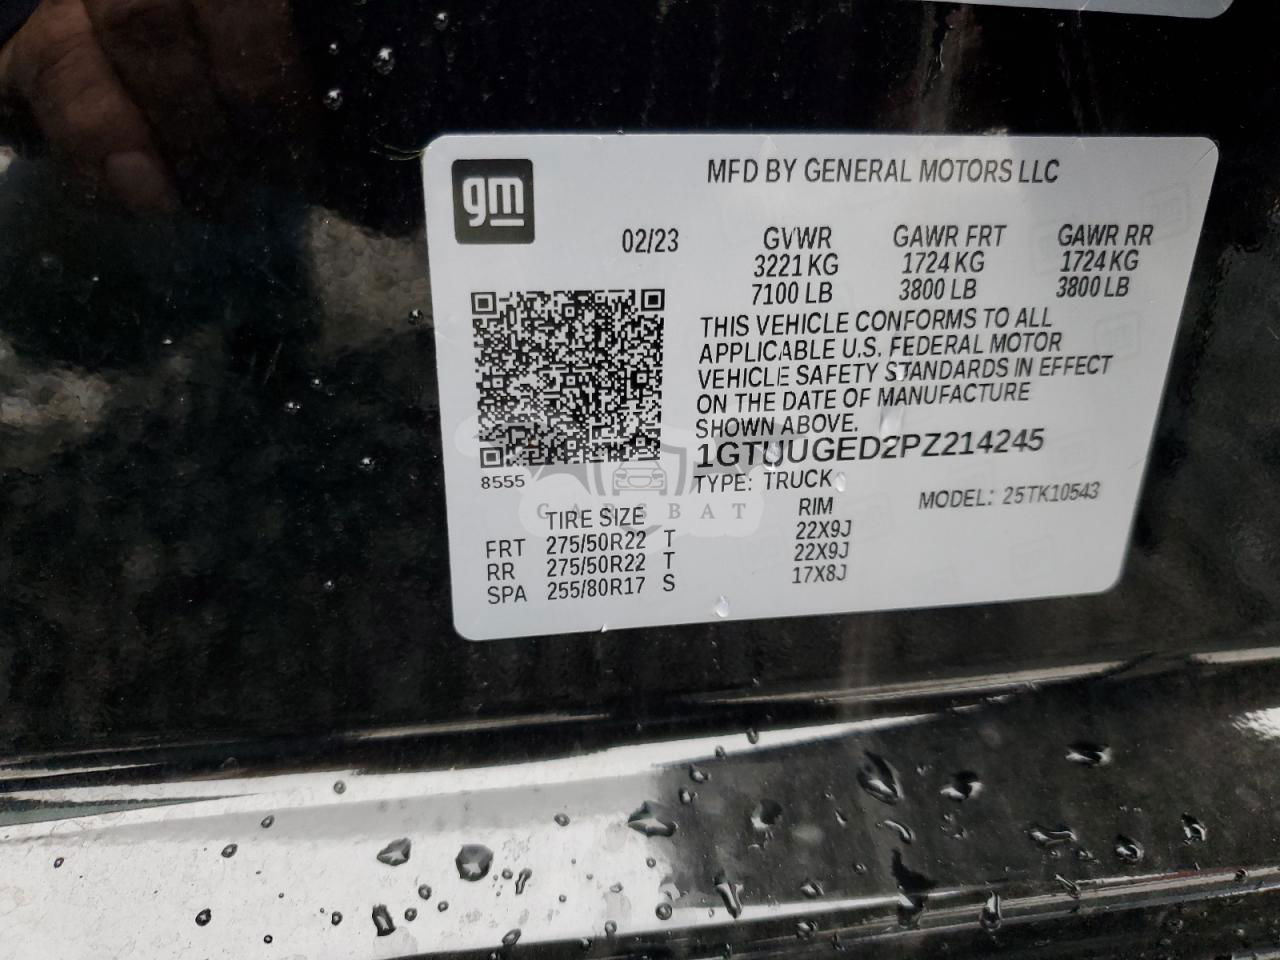 gm
MFD BY GENERAL MOTORS LLC
02/23
GVWR GAWR FRT GAWR RR
3221 KG 1724 KG 1724 KG
7100 LB 3800 LB 3800 LB
THIS VEHICLE CONFORMS TO ALL
APPLICABLE U.S. FEDERAL MOTOR
VEHICLE SAFETY STANDARDS IN EFFECT
ON THE DATE OF MANUFACTURE
SHOWN ABOVE.
1GTUUGED2PZ214245
8555
TYPE: TRUCK
MODEL: 25TK10543
CARSBAT
TIRE SIZE RIM
FRT 275/50R22 T 22X9J
RR 275/50R22 T 22X9J
SPA 255/80R17 S 17X8J